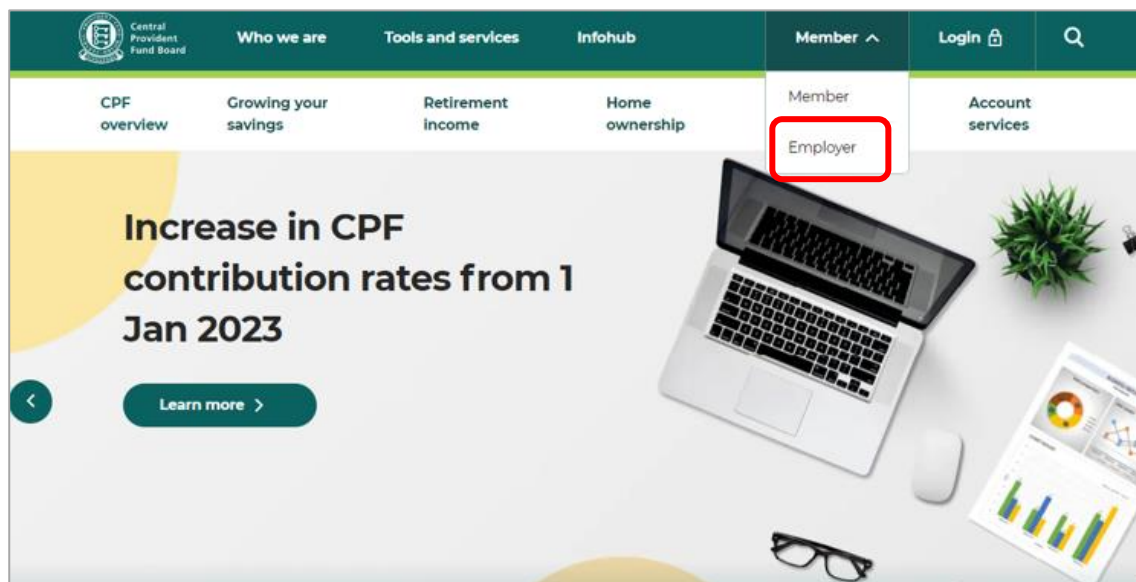 Central
Provident
Fund Board
Who we are
Tools and services
Infohub
Member
Login
CPF
overview
Growing your
savings
Retirement
income
Home
ownership
Member
Employer
Account
services
Increase in CPF
contribution rates from 1
Jan 2023
Learn more